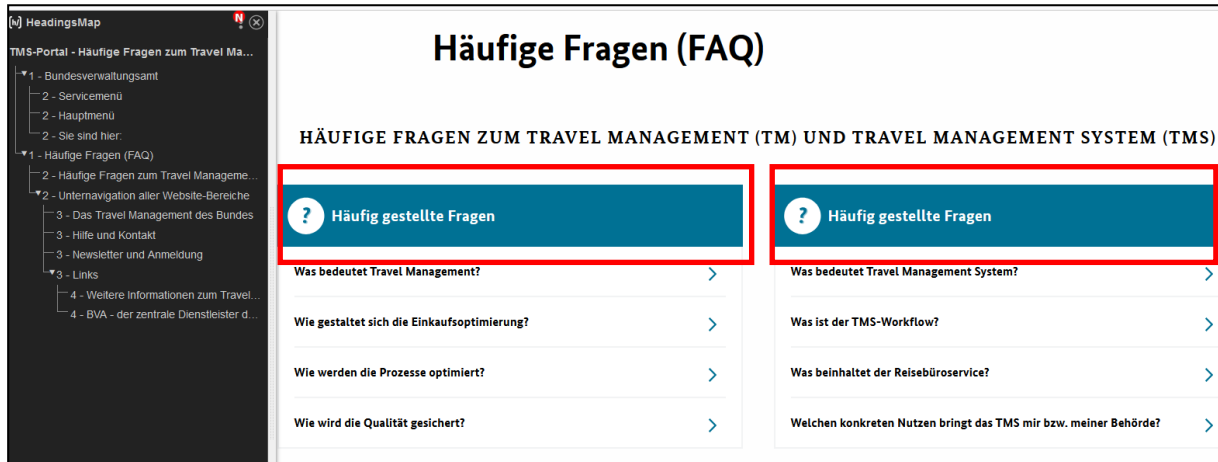 [h] HeadingsMap
N
TMS-Portal - Häufige Fragen zum Travel Ma...
1 - Bundesverwaltungsamt
2 - Servicemenü
2 - Hauptmenü
2 - Sie sind hier:
1 - Häufige Fragen (FAQ)
2 - Häufige Fragen zum Travel Manageme...
2 - Unternavigation aller Website-Bereiche
3 - Das Travel Management des Bundes
3 - Hilfe und Kontakt
3 - Newsletter und Anmeldung
3 - Links
4 - Weitere Informationen zum Travel...
4 - BVA - der zentrale Dienstleister d...
Häufige Fragen (FAQ)
HÄUFIGE FRAGEN ZUM TRAVEL MANAGEMENT (TM) UND TRAVEL MANAGEMENT SYSTEM (TMS)
? Häufig gestellte Fragen
Was bedeutet Travel Management?
Wie gestaltet sich die Einkaufsoptimierung?
Wie werden die Prozesse optimiert?
Wie wird die Qualität gesichert?
? Häufig gestellte Fragen
Was bedeutet Travel Management System?
Was ist der TMS-Workflow?
Was beinhaltet der Reisebüroservice?
Welchen konkreten Nutzen bringt das TMS mir bzw. meiner Behörde?